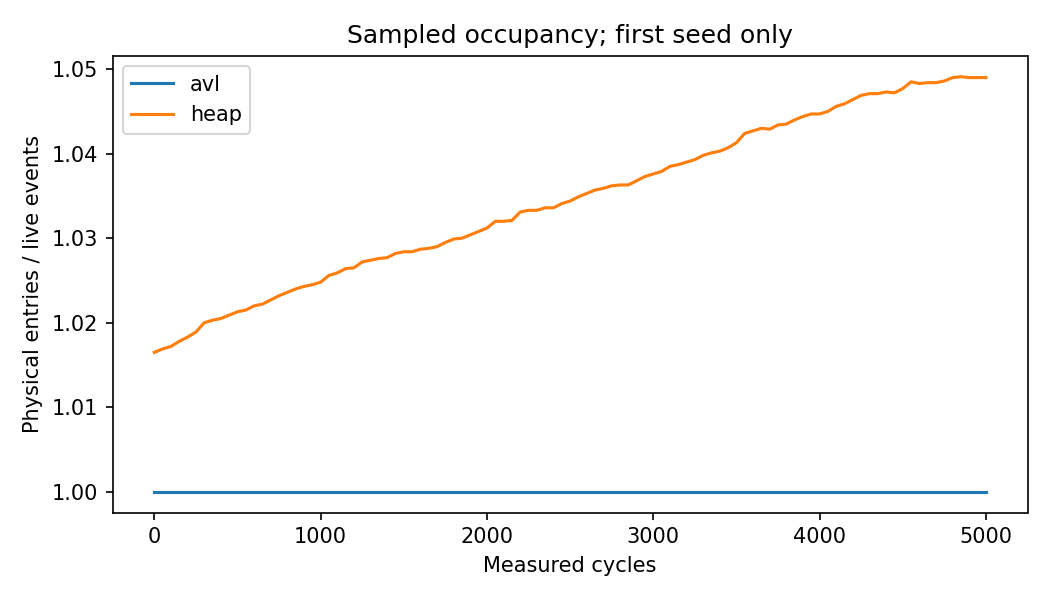 Sampled occupancy; first seed only
avl
heap
Physical entries / live events
1.05
1.04
1.03
1.02
1.01
1.00
0 1000 2000 3000 4000 5000
Measured cycles